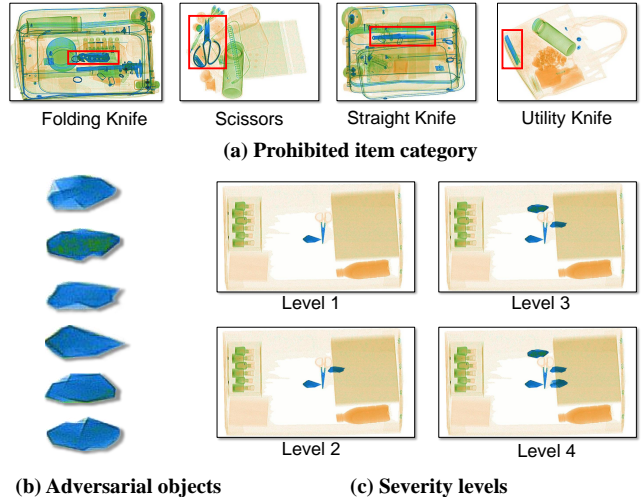 Folding Knife
Scissors
Straight Knife
Utility Knife
(a) Prohibited item category
Level 1
Level 3
Level 2
Level 4
(b) Adversarial objects
(c) Severity levels